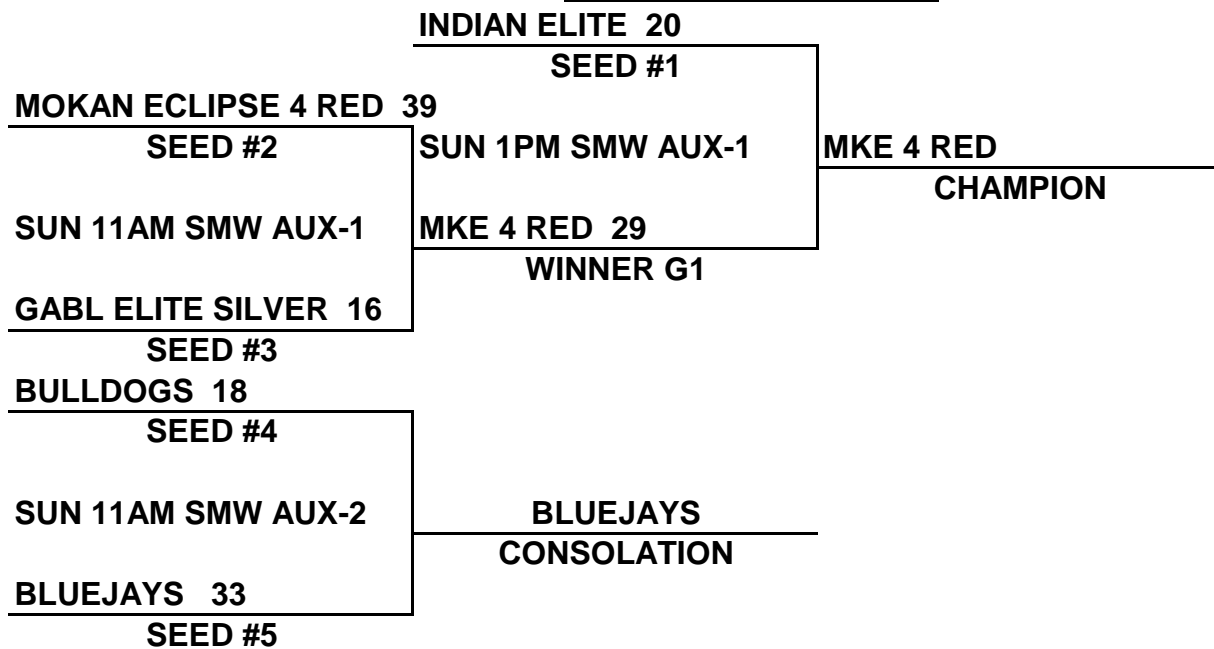 INDIAN ELITE 20
SEED #1
MOKAN ECLIPSE 4 RED 39
SEED #2
SUN 1PM SMW AUX-1
MKE 4 RED
CHAMPION
SUN 11AM SMW AUX-1
MKE 4 RED 29
WINNER G1
GABL ELITE SILVER 16
SEED #3
BULLDOGS 18
SEED #4
SUN 11AM SMW AUX-2
BLUEJAYS
CONSOLATION
BLUEJAYS 33
SEED #5